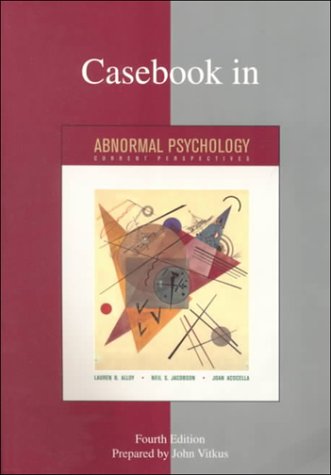 Casebook in
ABNORMAL PSYCHOLOGY
CURRENT PERSPECTIVES
LAUREN B. ALLOY • NEIL S. JACOBSON • JOAN ACOCELLA
Fourth Edition
Prepared by John Vitkus